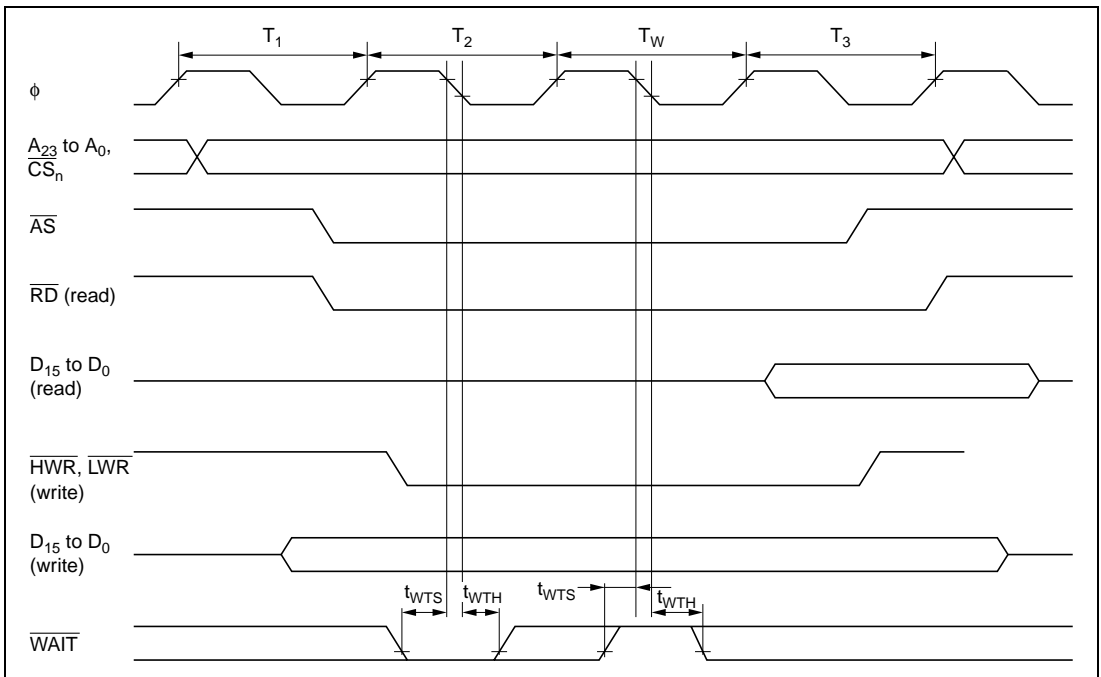 T1 T2 TW T3
ϕ
A23 to A0,
CSn
AS
RD (read)
D15 to D0
(read)
HWR, LWR
(write)
D15 to D0
(write)
tWTS tWTH tWTS tWTH
WAIT